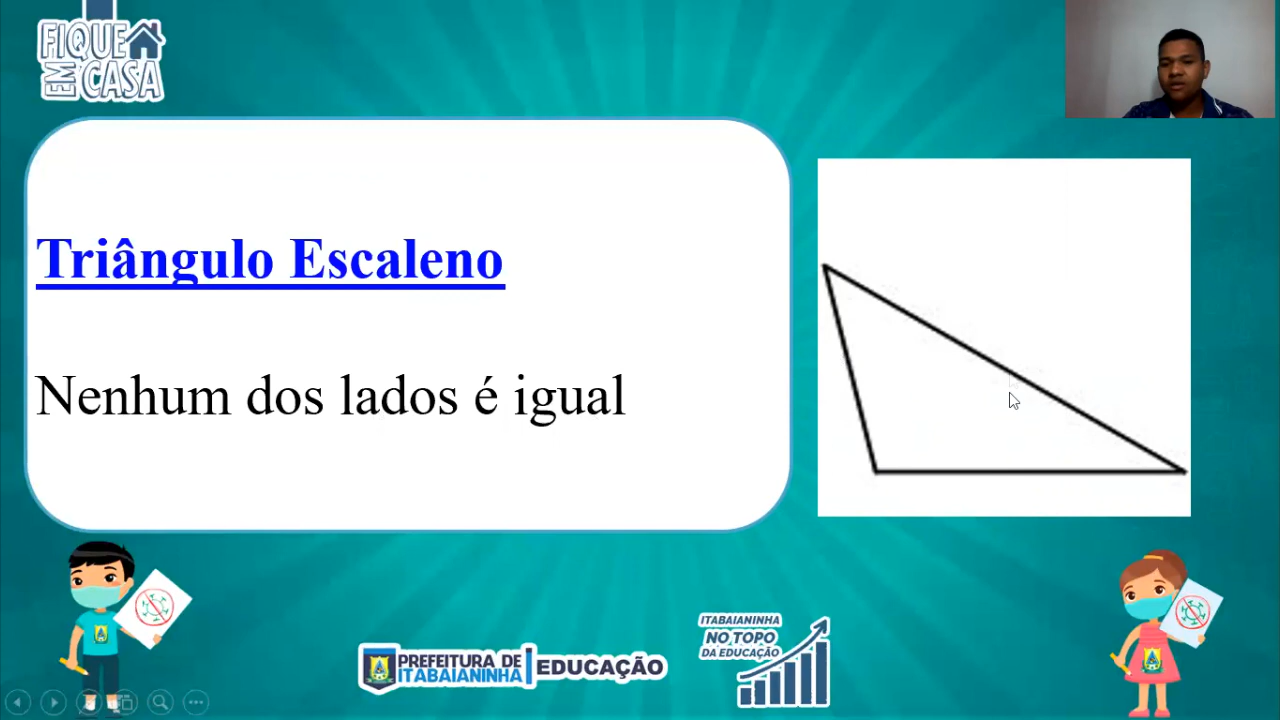 FIQUE
EM CASA
Triângulo Escaleno
Nenhum dos lados é igual
PREFEITURA DE
ITABAIANINHA
EDUCAÇÃO
ITABAIANINHA
NO TOPO
DA EDUCAÇÃO